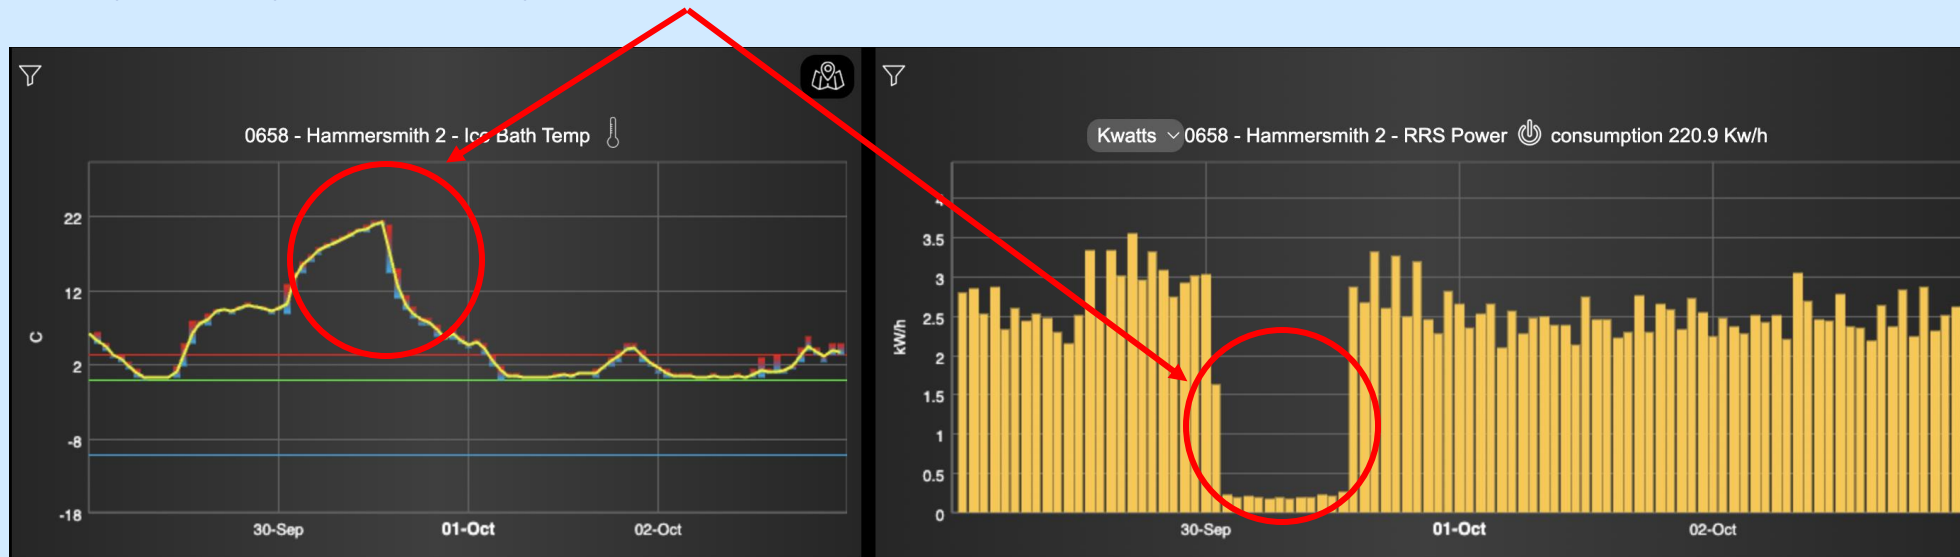 0658 - Hammersmith 2 - Ice Bath Temp
22
12
2
-8
-18
C
30-Sep
01-Oct
02-Oct
Kwatts
0658 - Hammersmith 2 - RRS Power
consumption 220.9 Kw/h
4
3.5
3
2.5
2
1.5
1
0.5
0
kW/h
30-Sep
01-Oct
02-Oct